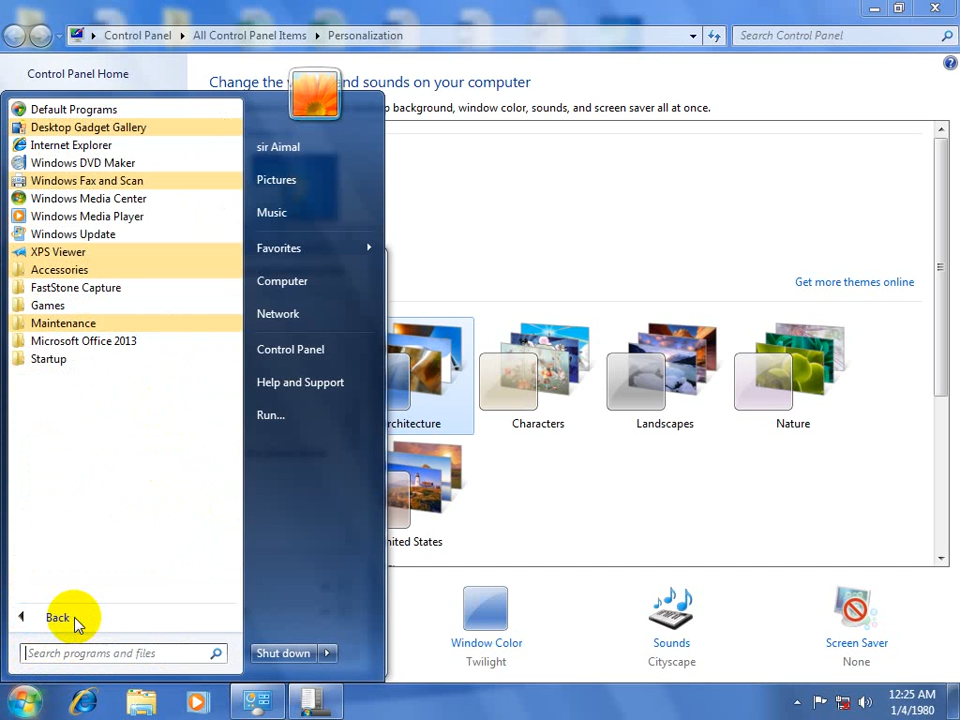 Control Panel
All Control Panel Items
Personalization
Search Control Panel
Control Panel Home
Change the
and sounds on your computer
background, window color, sounds, and screen saver all at once.
Default Programs
Desktop Gadget Gallery
Internet Explorer
Windows DVD Maker
Windows Fax and Scan
Windows Media Center
Windows Media Player
Windows Update
XPS Viewer
Accessories
FastStone Capture
Games
Maintenance
Microsoft Office 2013
Startup
Back
Search programs and files
sir Aimal
Pictures
Music
Favorites
Computer
Network
Control Panel
Help and Support
Run...
Shut down
Get more themes online
rchitecture
Characters
Landscapes
Nature
nited States
Window Color
Twilight
Sounds
Cityscape
Screen Saver
None
12:25 AM
1/4/1980